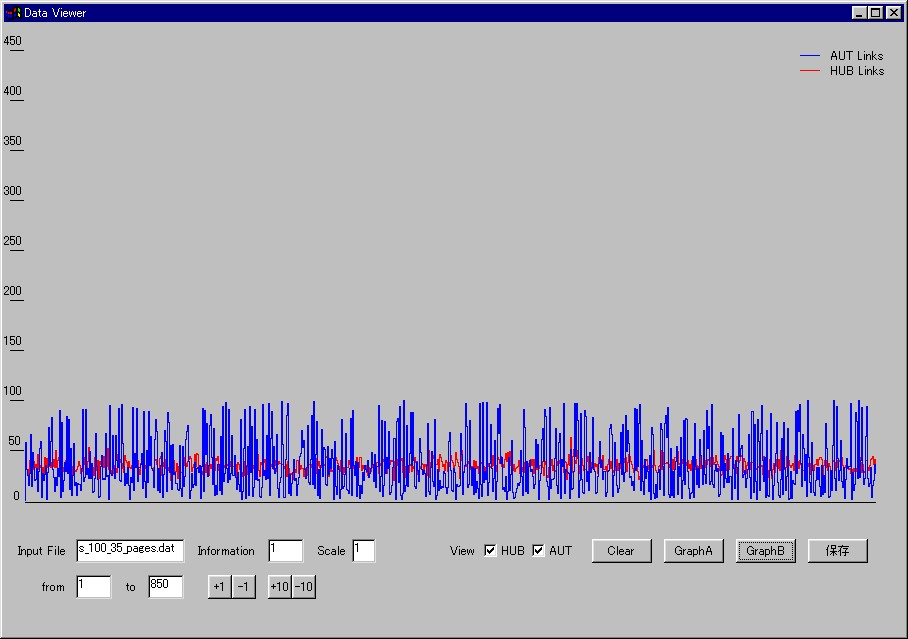 Data Viewer
450
AUT Links
HUB Links
400
350
300
250
200
150
100
50
0
Input File s_100_35_pages.dat Information 1 Scale 1 View HUB AUT Clear GraphA GraphB 保存
from 1 to 850 +1 -1 +10 -10